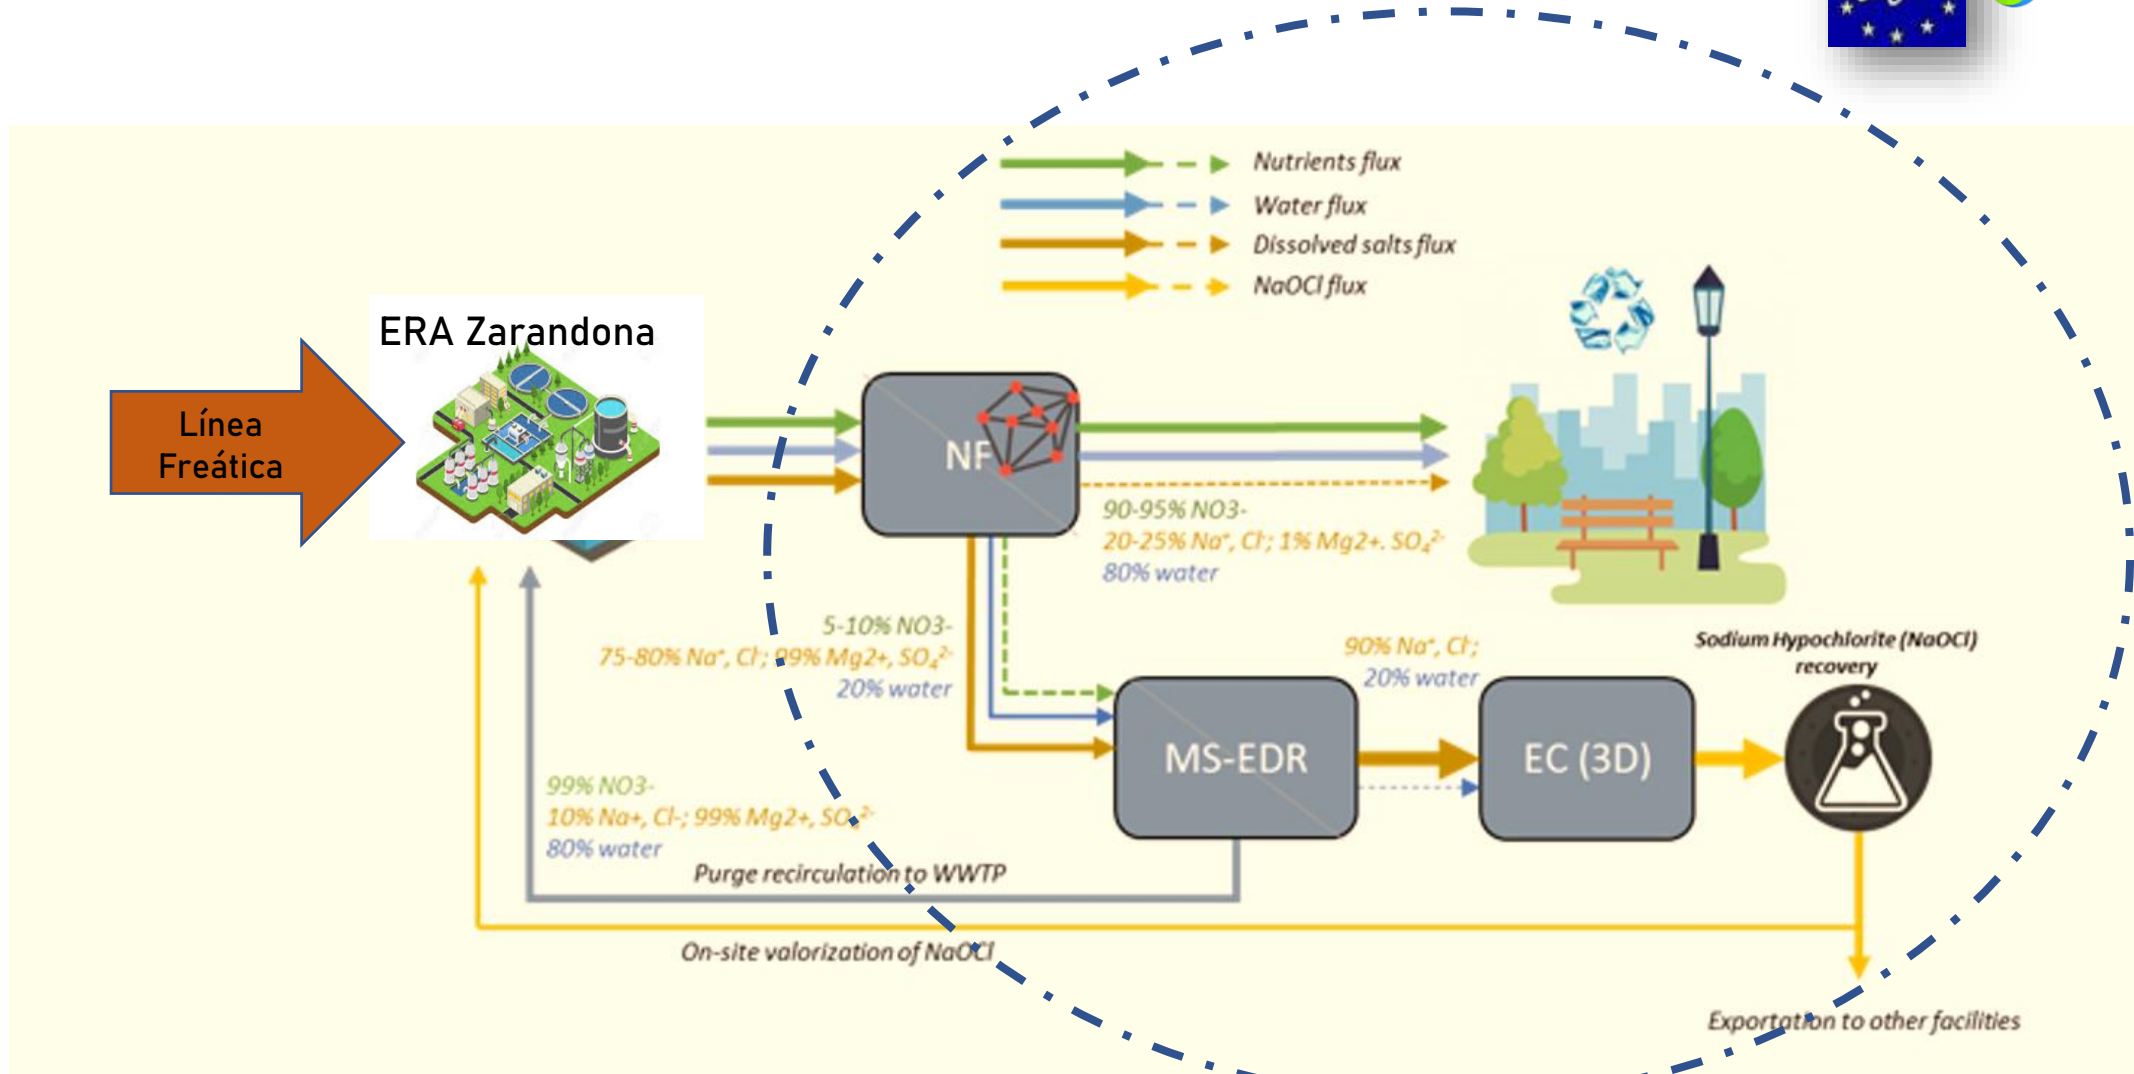 Nutrients flux
Water flux
Dissolved salts flux
NaOCl flux
ERA Zarandona
Línea
Freática
NF
90-95% NO3-
20-25% Na⁺, Cl⁻; 1% Mg2+. SO₄²⁻
80% water
5-10% NO3-
75-80% Na⁺, Cl⁻; 99% Mg2+, SO₄²⁻
20% water
90% Na⁺, Cl⁻;
20% water
Sodium Hypochlorite (NaOCl)
recovery
MS-EDR
EC (3D)
99% NO3-
10% Na+, Cl-; 99% Mg2+, SO₄²⁻
80% water
Purge recirculation to WWTP
On-site valorization of NaOCl
Exportation to other facilities